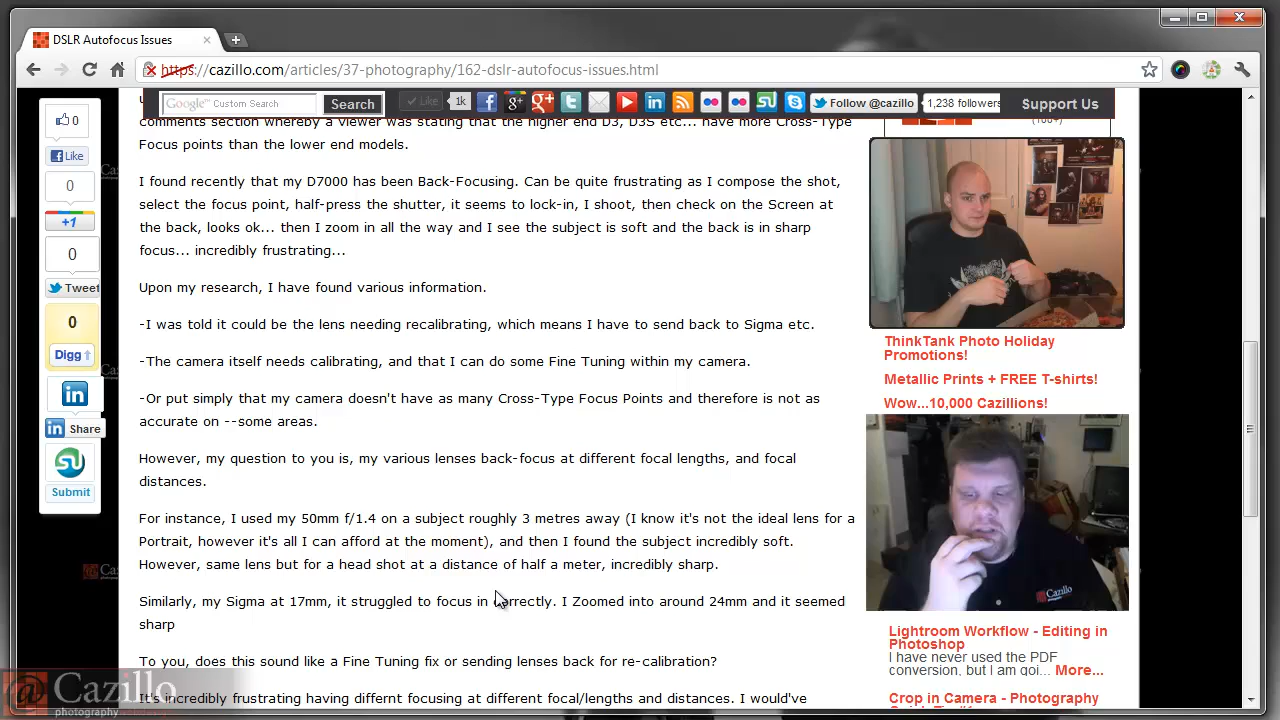 DSLR Autofocus Issues
https://cazillo.com/articles/37-photography/162-dslr-autofocus-issues.html
Google™ Custom Search
Search
Like
1k
Follow @cazillo
1,238 followers
Support Us
comments section whereby a viewer was stating that the higher end D3, D3S etc... have more Cross-Type
Focus points than the lower end models.
I found recently that my D7000 has been Back-Focusing. Can be quite frustrating as I compose the shot,
select the focus point, half-press the shutter, it seems to lock-in, I shoot, then check on the Screen at
the back, looks ok... then I zoom in all the way and I see the subject is soft and the back is in sharp
focus... incredibly frustrating...
Upon my research, I have found various information.
-I was told it could be the lens needing recalibrating, which means I have to send back to Sigma etc.
-The camera itself needs calibrating, and that I can do some Fine Tuning within my camera.
-Or put simply that my camera doesn't have as many Cross-Type Focus Points and therefore is not as
accurate on --some areas.
However, my question to you is, my various lenses back-focus at different focal lengths, and focal
distances.
For instance, I used my 50mm f/1.4 on a subject roughly 3 metres away (I know it's not the ideal lens for a
Portrait, however it's all I can afford at the moment), and then I found the subject incredibly soft.
However, same lens but for a head shot at a distance of half a meter, incredibly sharp.
Similarly, my Sigma at 17mm, it struggled to focus in correctly. I Zoomed into around 24mm and it seemed
sharp
To you, does this sound like a Fine Tuning fix or sending lenses back for re-calibration?
It's incredibly frustrating having differnt focusing at different focal/lengths and distances. I would've
0
Like
0
+1
0
Tweet
0
Digg
in
in Share
Submit
ThinkTank Photo Holiday
Promotions!
Metallic Prints + FREE T-shirts!
Wow...10,000 Cazillions!
Cazillo
Lightroom Workflow - Editing in
Photoshop
I have never used the PDF
conversion, but I am goi... More...
Crop in Camera - Photography
@Cazillo
photography